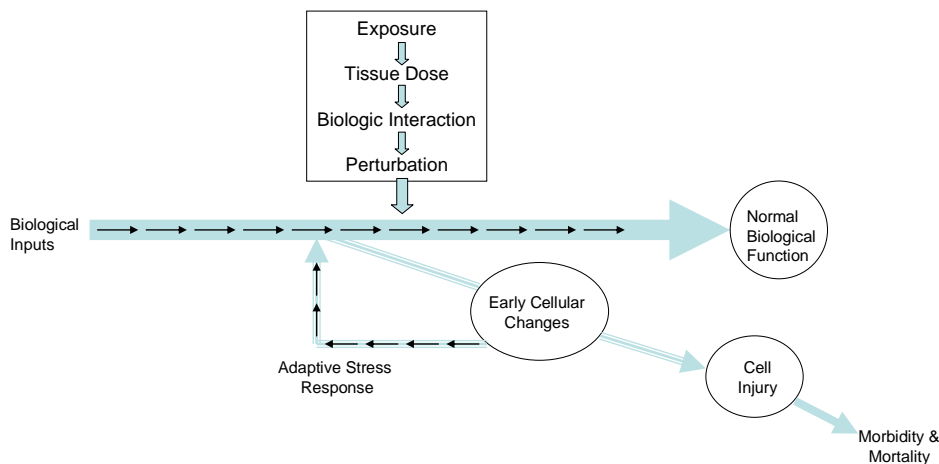 Exposure
Tissue Dose
Biologic Interaction
Perturbation
Biological
Inputs
Normal
Biological
Function
Early Cellular
Changes
Adaptive Stress
Response
Cell
Injury
Morbidity &
Mortality